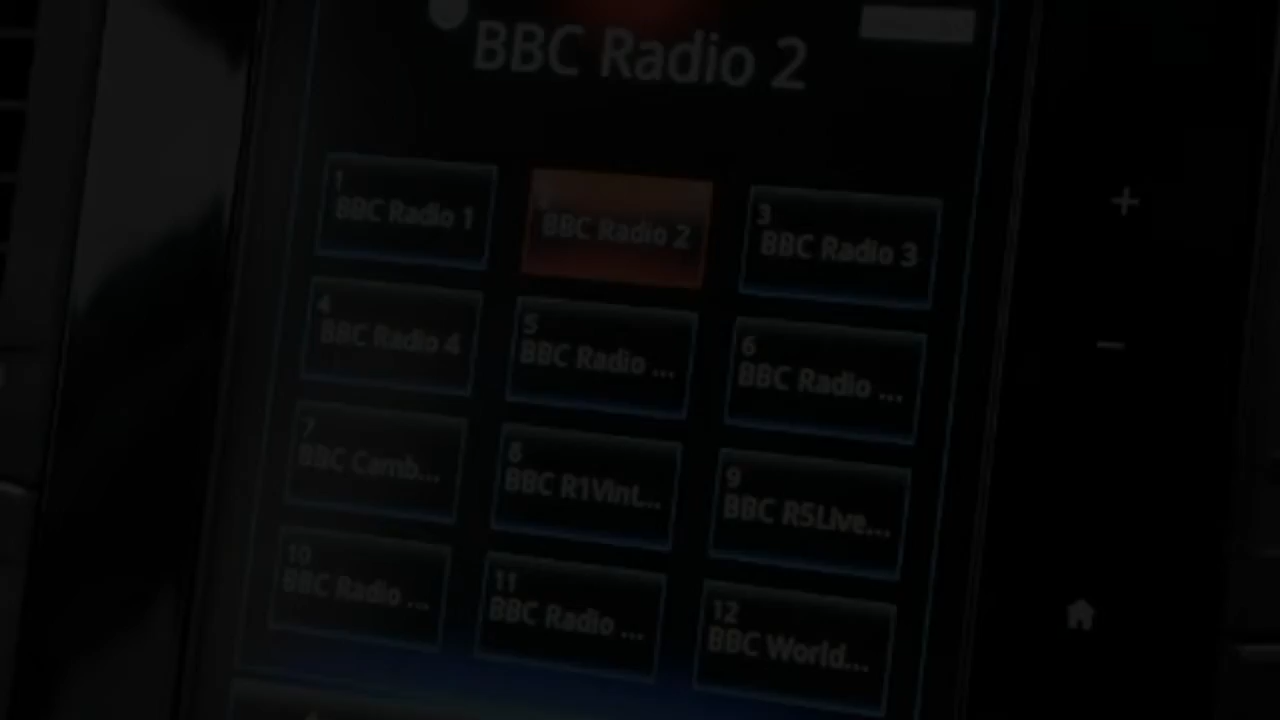 BBC Radio 2
1
BBC Radio 1
BBC Radio 2
3
BBC Radio 3
4
BBC Radio 4
5
BBC Radio ...
6
BBC Radio ...
7
BBC Camb...
8
BBC R1Vint...
9
BBC R5Live...
10
BBC Radio ...
11
BBC Radio ...
12
BBC World...
+
−